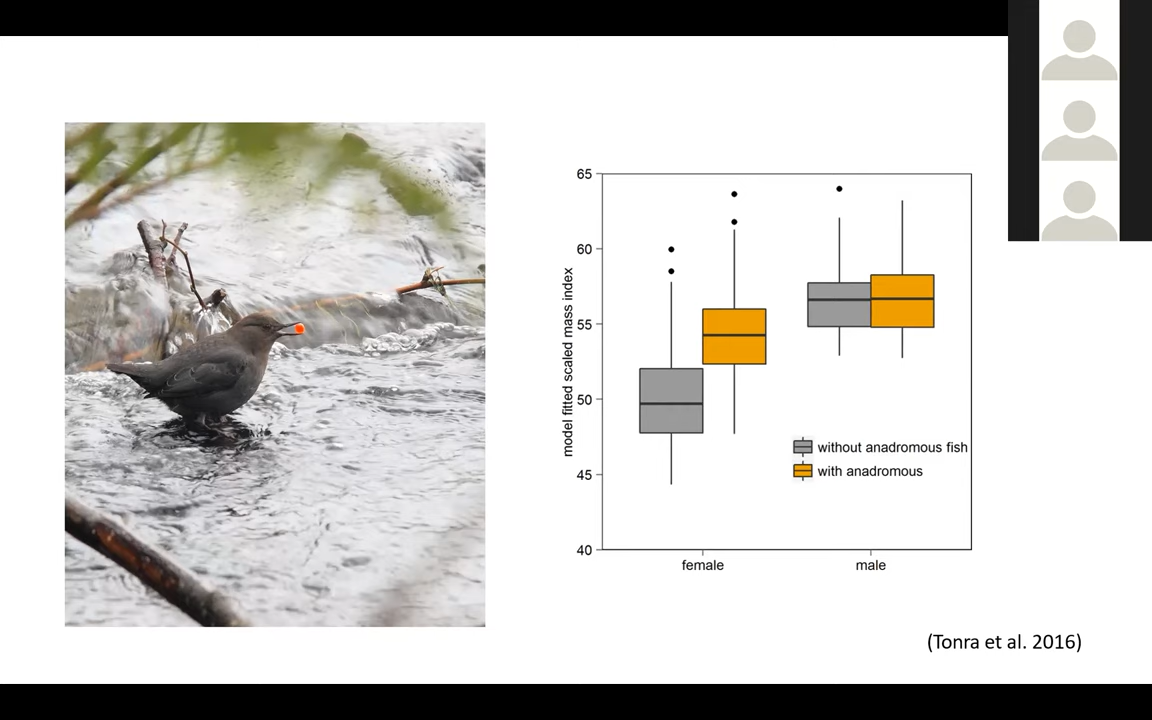 65
60
55
50
45
40
model fitted scaled mass index
without anadromous fish
with anadromous
female
male
(Tonra et al. 2016)